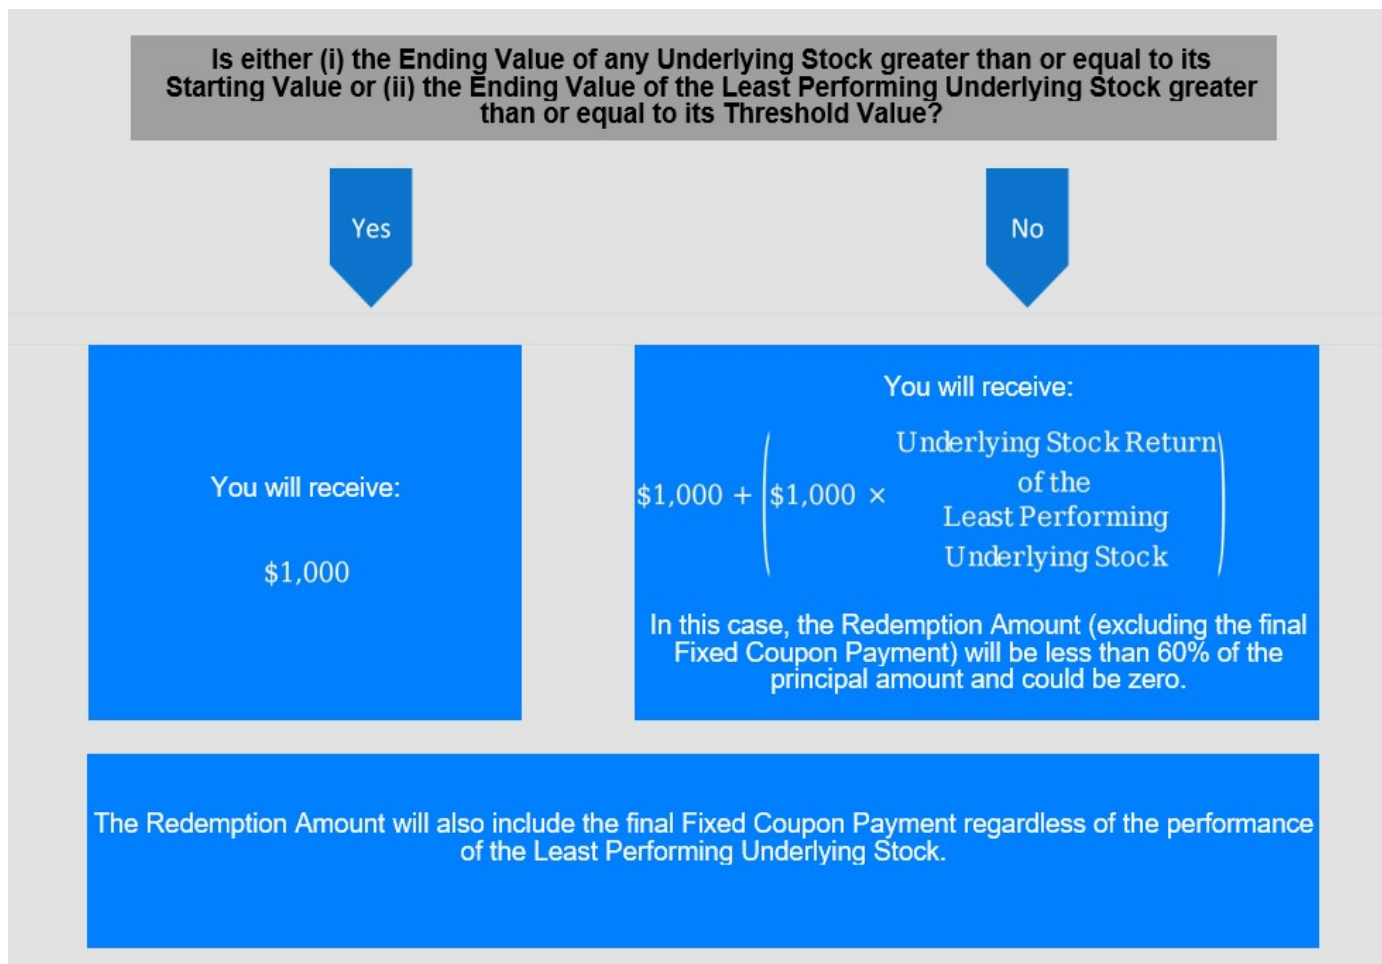 Is either (i) the Ending Value of any Underlying Stock greater than or equal to its
Starting Value or (ii) the Ending Value of the Least Performing Underlying Stock greater
than or equal to its Threshold Value?
Yes
No
You will receive:
$1,000
You will receive:
$1,000 + ($1,000 × Underlying Stock Return
of the
Least Performing
Underlying Stock)
In this case, the Redemption Amount (excluding the final
Fixed Coupon Payment) will be less than 60% of the
principal amount and could be zero.
The Redemption Amount will also include the final Fixed Coupon Payment regardless of the performance
of the Least Performing Underlying Stock.